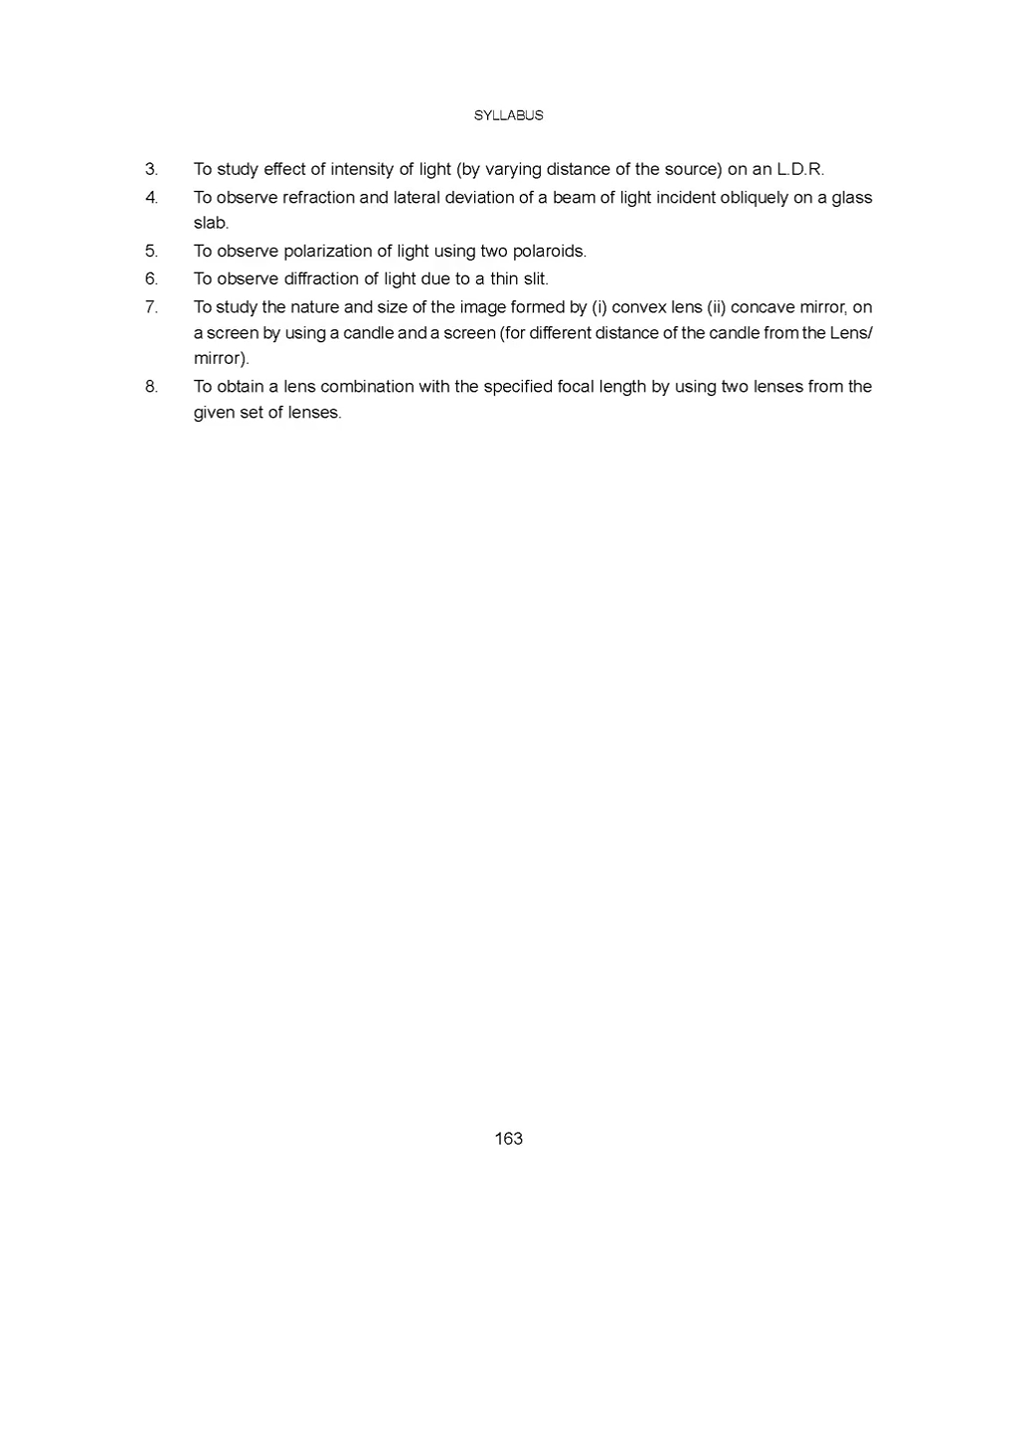 SYLLABUS
3. To study effect of intensity of light (by varying distance of the source) on an L.D.R.
4. To observe refraction and lateral deviation of a beam of light incident obliquely on a glass
slab.
5. To observe polarization of light using two polaroids.
6. To observe diffraction of light due to a thin slit.
7. To study the nature and size of the image formed by (i) convex lens (ii) concave mirror, on
a screen by using a candle and a screen (for different distance of the candle from the Lens/
mirror).
8. To obtain a lens combination with the specified focal length by using two lenses from the
given set of lenses.
163